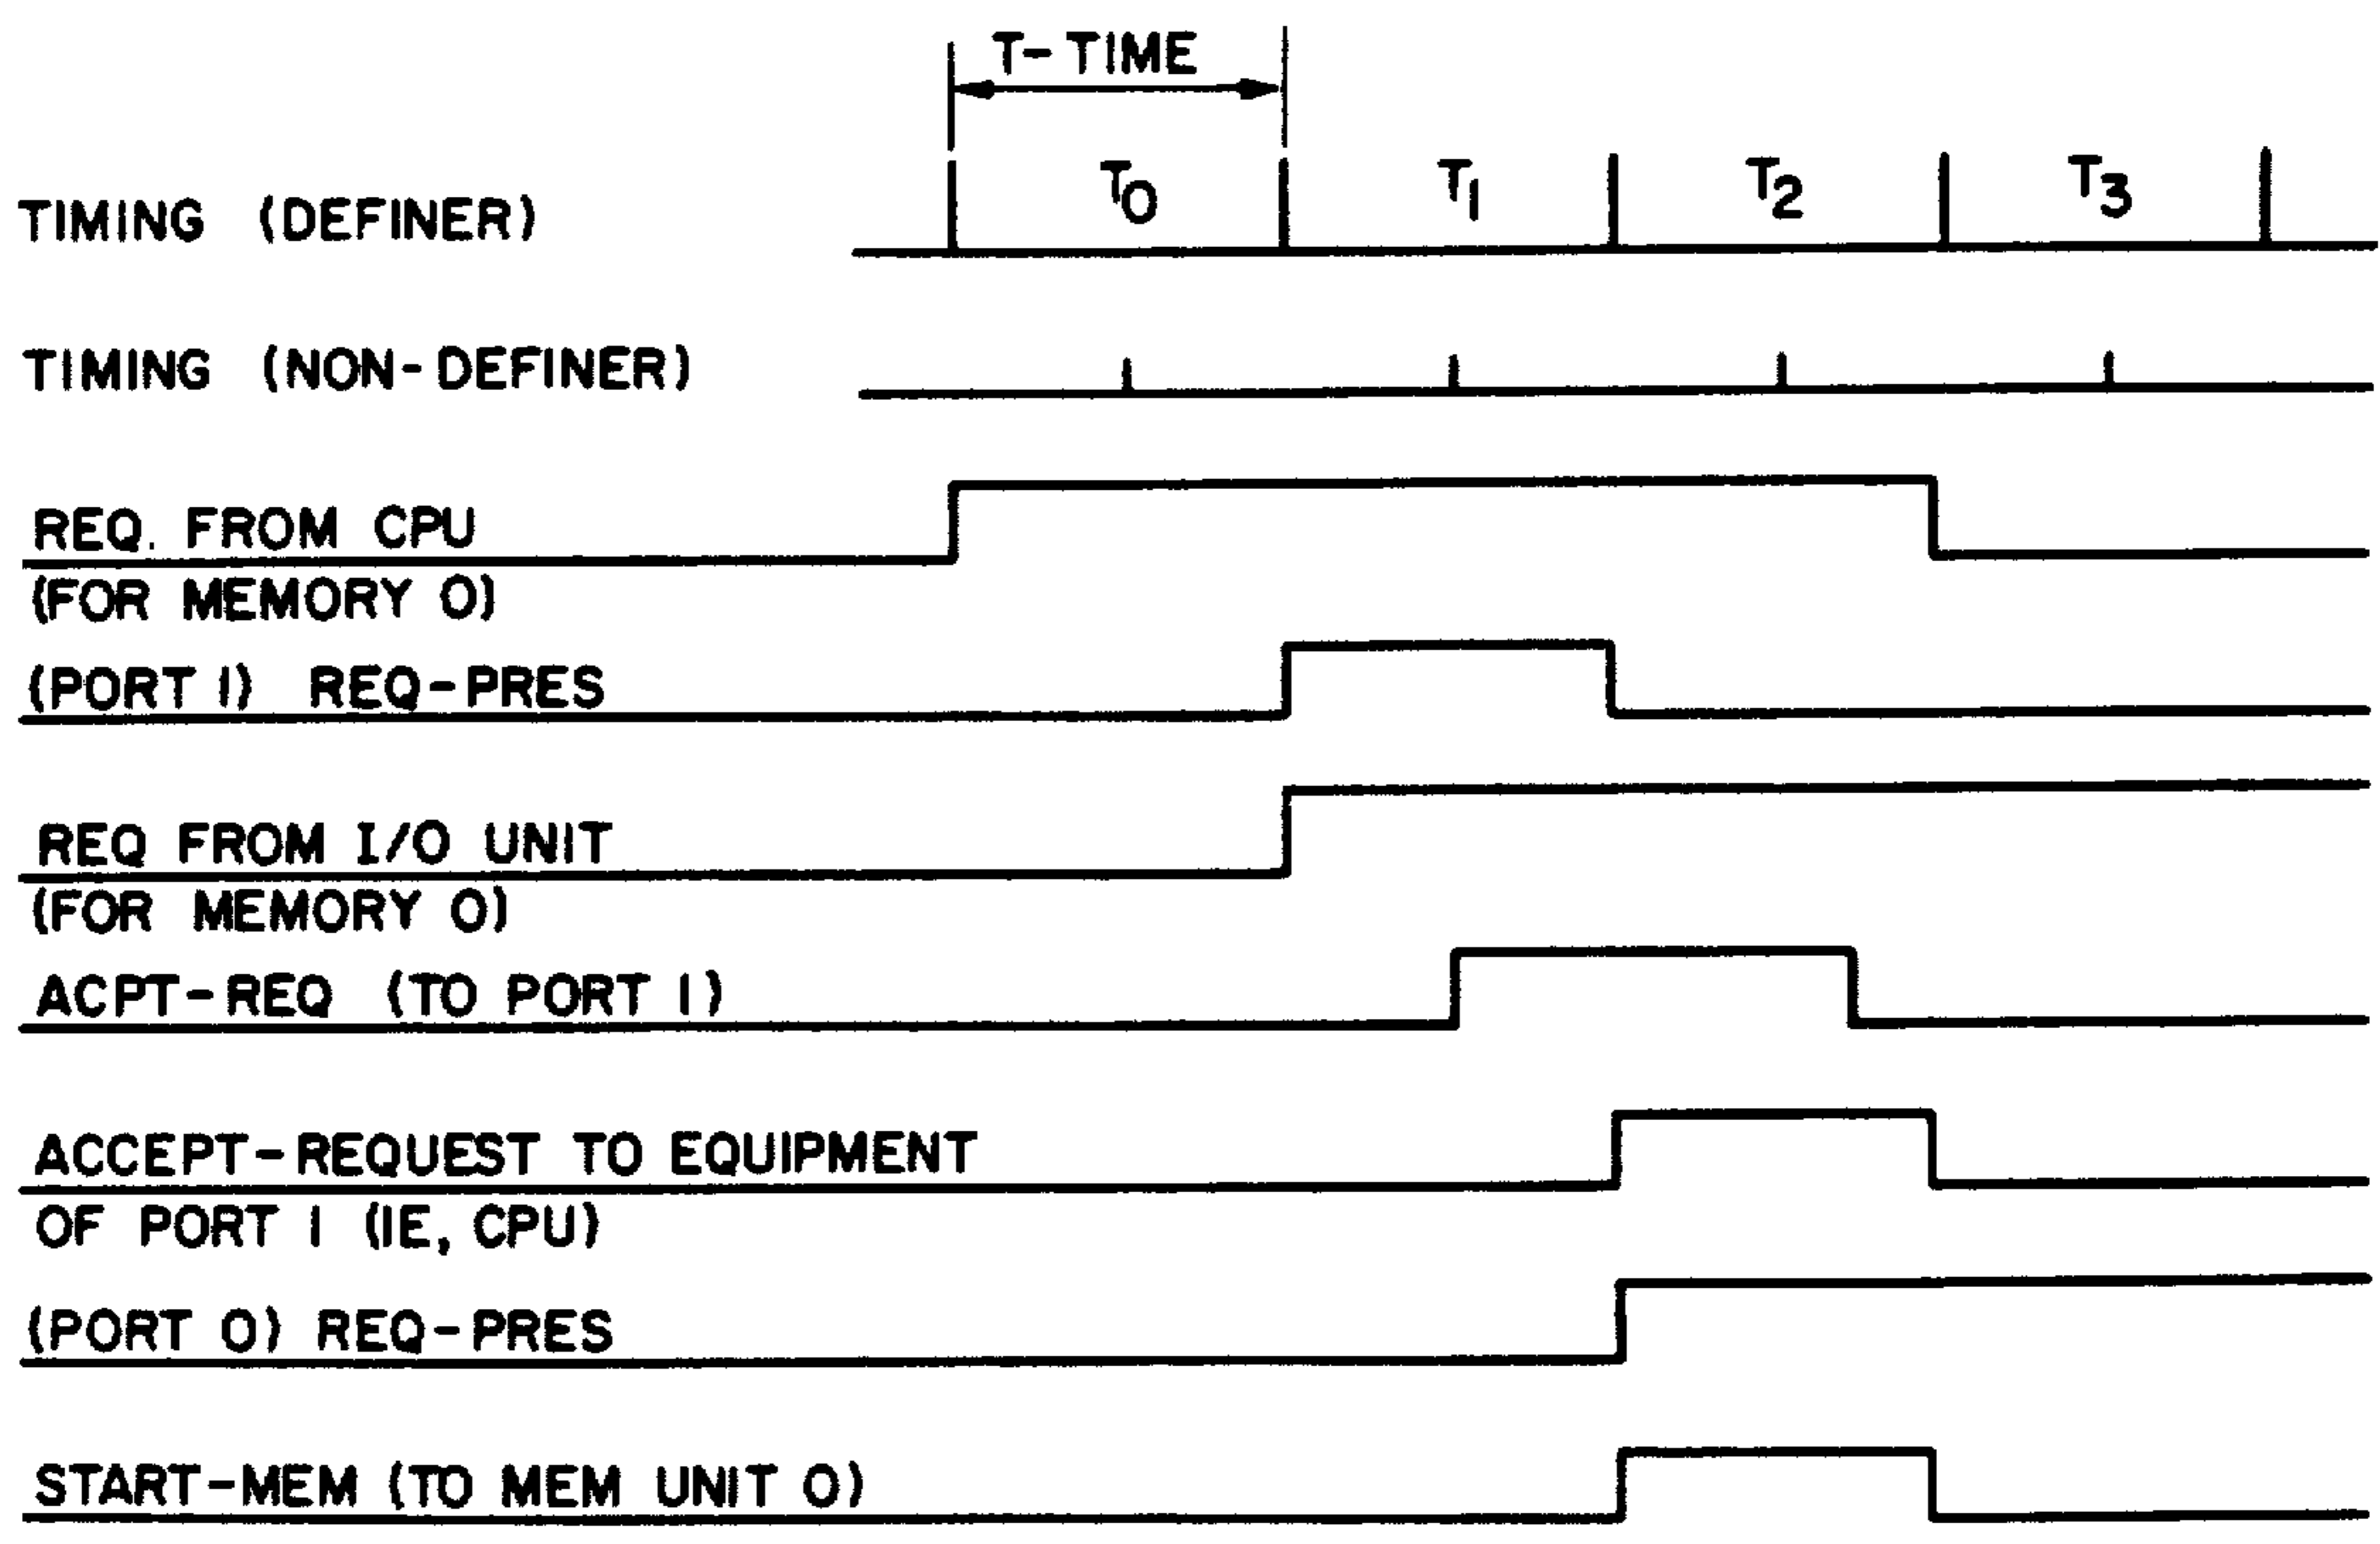 T-TIME
T0 T1 T2 T3
TIMING (DEFINER)
TIMING (NON-DEFINER)
REQ. FROM CPU
(FOR MEMORY 0)
(PORT 1) REQ-PRES
REQ FROM I/O UNIT
(FOR MEMORY 0)
ACPT-REQ (TO PORT 1)
ACCEPT-REQUEST TO EQUIPMENT
OF PORT 1 (IE, CPU)
(PORT 0) REQ-PRES
START-MEM (TO MEM UNIT 0)